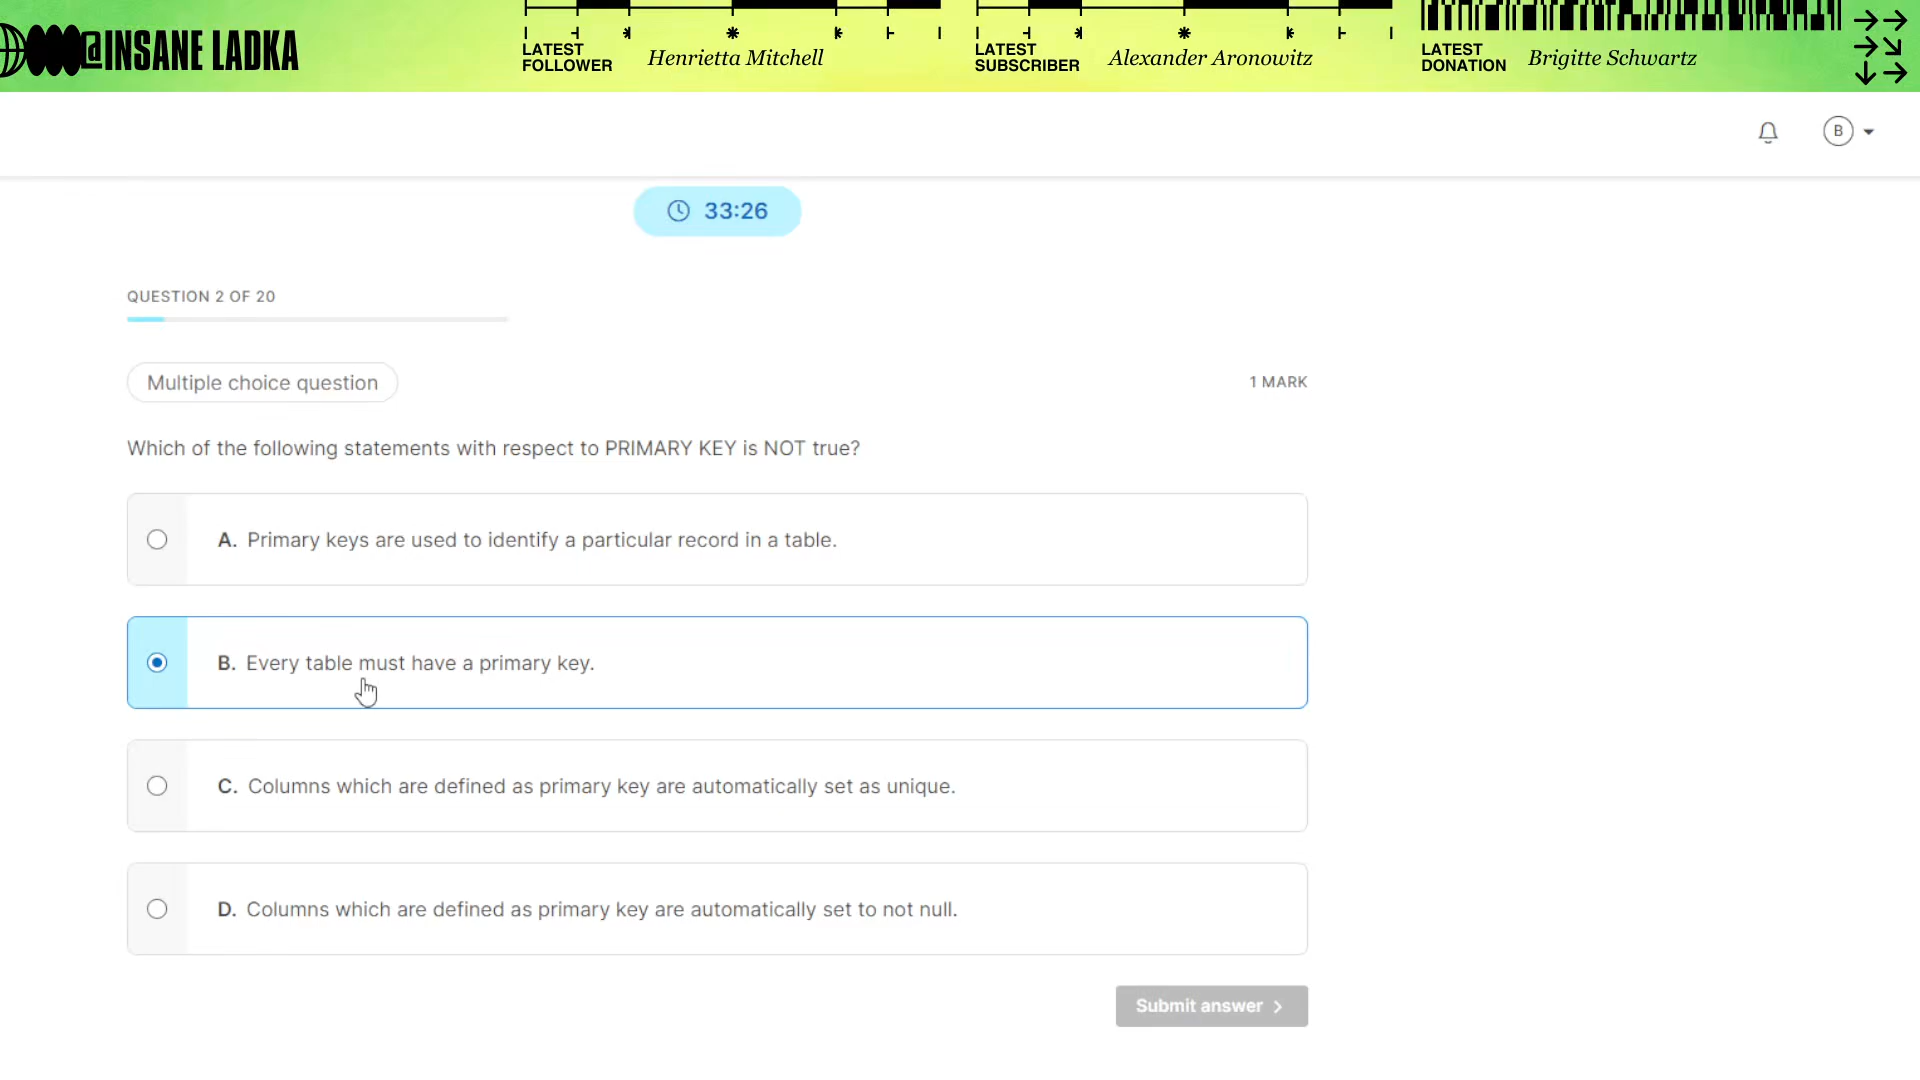 @INSANE LADKA
LATEST
FOLLOWER
Henrietta Mitchell
LATEST
SUBSCRIBER
Alexander Aronowitz
LATEST
DONATION
Brigitte Schwartz
B
33:26
QUESTION 2 OF 20
Multiple choice question
1 MARK
Which of the following statements with respect to PRIMARY KEY is NOT true?
A. Primary keys are used to identify a particular record in a table.
B. Every table must have a primary key.
C. Columns which are defined as primary key are automatically set as unique.
D. Columns which are defined as primary key are automatically set to not null.
Submit answer